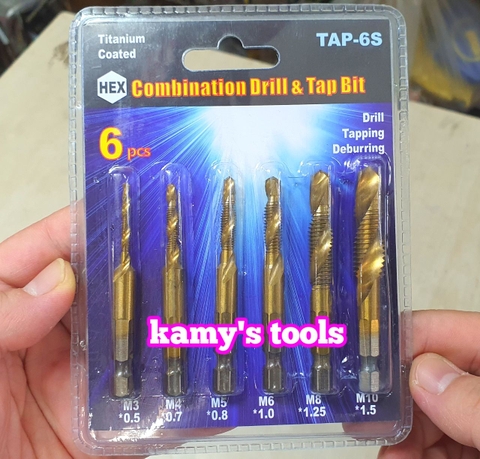 Titanium
Coated
TAP-6S
HEX Combination Drill & Tap Bit
6 pcs
Drill
Tapping
Deburring
kamy's tools
M3 M4 M5 M6 M8 M10
*0.5 *0.7 *0.8 *1.0 *1.25 *1.5